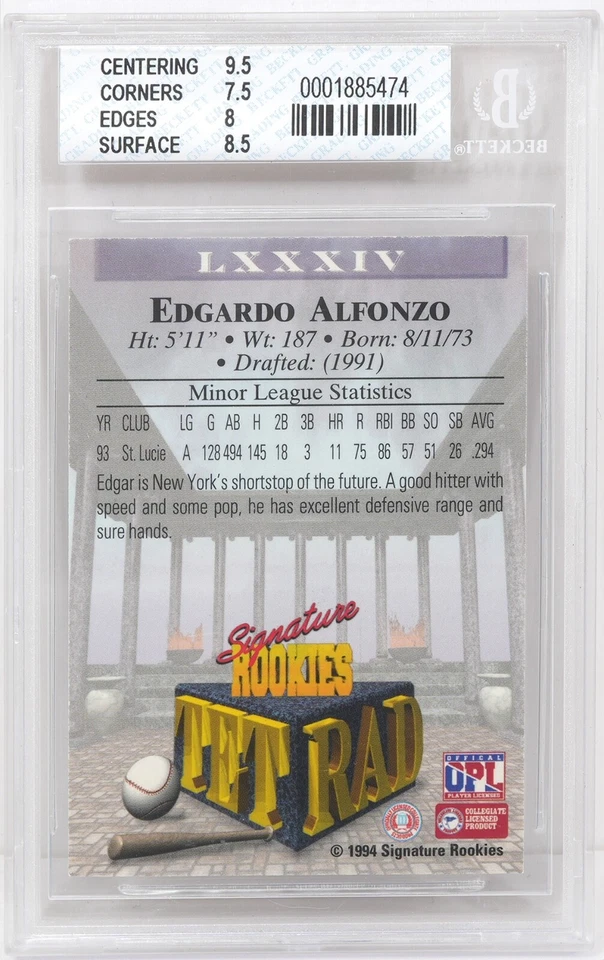 CENTERING 9.5
CORNERS 7.5
EDGES 8
SURFACE 8.5
0001885474
B
BECKETT®
LXXXIV
EDGARDO ALFONZO
Ht: 5'11" • Wt: 187 • Born: 8/11/73
• Drafted: (1991)
Minor League Statistics
YR CLUB LG G AB H 2B 3B HR R RBI BB SO SB AVG
93 St. Lucie A 128 494 145 18 3 11 75 86 57 51 26 .294
Edgar is New York's shortstop of the future. A good hitter with
speed and some pop, he has excellent defensive range and
sure hands.
Signature
ROOKIES
TET RAD
OFFICIAL
OPL
PLAYER LICENSEE
COLLEGIATE
LICENSED
PRODUCT
© 1994 Signature Rookies